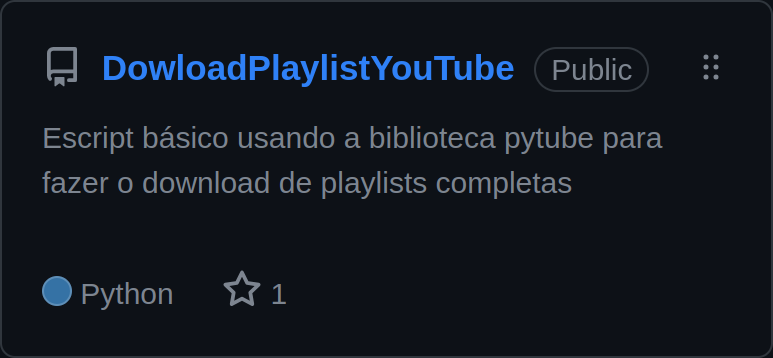 DowloadPlaylistYouTube Public
Escript básico usando a biblioteca pytube para
fazer o download de playlists completas
Python 1